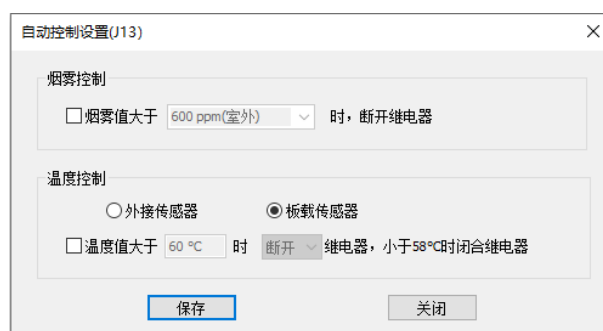 自动控制设置(J13)
烟雾控制
烟雾值大于 600 ppm(室外) 时，断开继电器
温度控制
外接传感器 板载传感器
温度值大于 60 ℃ 时 断开 继电器，小于58℃时闭合继电器
保存 关闭